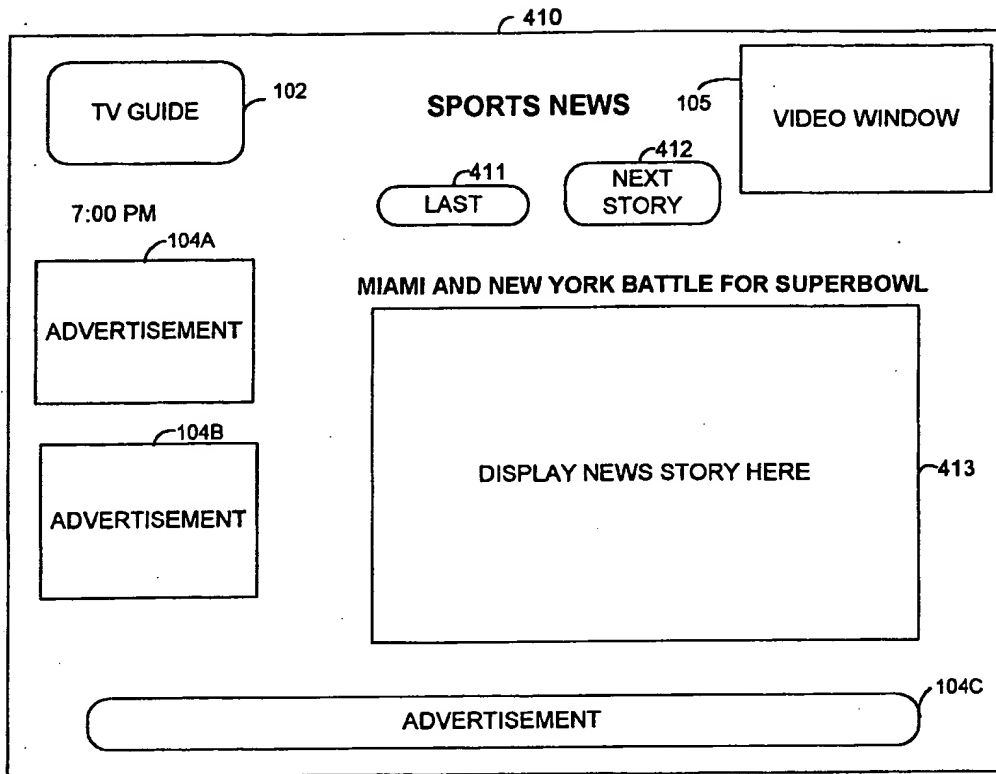 410
TV GUIDE
102
SPORTS NEWS
105
VIDEO WINDOW
411
LAST
412
NEXT
STORY
7:00 PM
104A
ADVERTISEMENT
MIAMI AND NEW YORK BATTLE FOR SUPERBOWL
104B
ADVERTISEMENT
DISPLAY NEWS STORY HERE
413
104C
ADVERTISEMENT